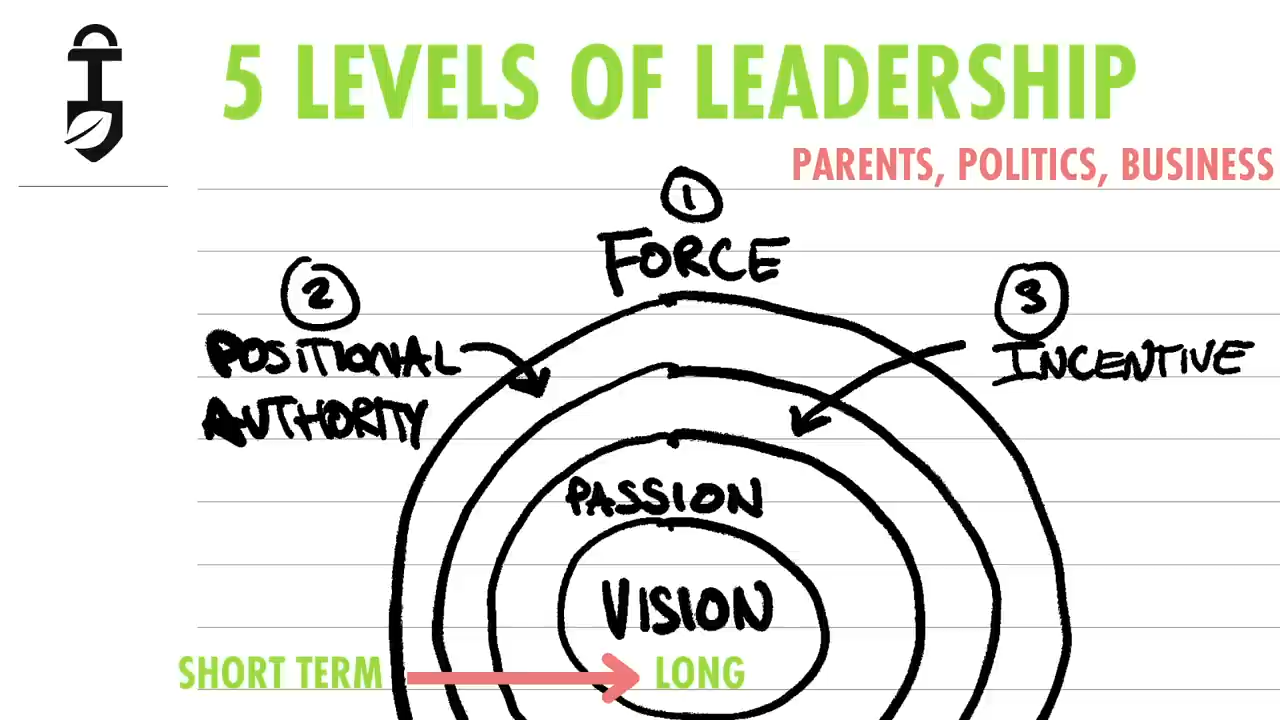 5 LEVELS OF LEADERSHIP
PARENTS, POLITICS, BUSINESS
1
FORCE
2
POSITIONAL
AUTHORITY
3
INCENTIVE
PASSION
VISION
SHORT TERM
LONG